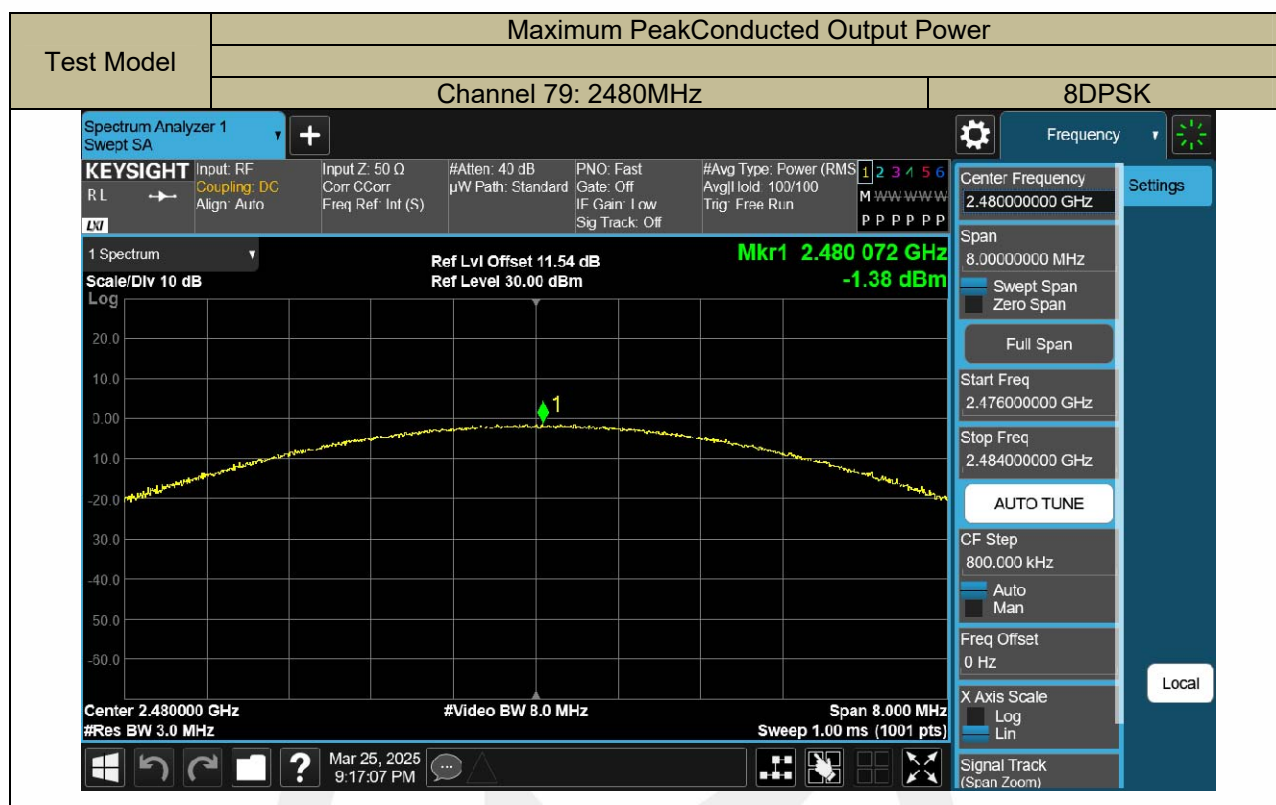 Maximum PeakConducted Output Power
Test Model
Channel 79: 2480MHz
8DPSK
Spectrum Analyzer 1
Swept SA
+
Frequency
KEYSIGHT
R L
LXI
Input: RF
Coupling: DC
Align: Auto
Input Z: 50 Ω
Corr CCorr
Freq Ref: Int (S)
#Atten: 40 dB
µW Path: Standard
PNO: Fast
Gate: Off
IF Gain: Low
Sig Track: Off
#Avg Type: Power (RMS
Avg|Hold: 100/100
Trig: Free Run
1 2 3 4 5 6
M W W W W W
P P P P P P
1 Spectrum
Scale/Div 10 dB
Log
Ref Lvl Offset 11.54 dB
Ref Level 30.00 dBm
Mkr1 2.480 072 GHz
-1.38 dBm
20.0
10.0
0.00
1
10.0
-20.0
30.0
-40.0
50.0
-60.0
Center 2.480000 GHz
#Res BW 3.0 MHz
#Video BW 8.0 MHz
Span 8.000 MHz
Sweep 1.00 ms (1001 pts)
Center Frequency
2.480000000 GHz
Settings
Span
8.00000000 MHz
Swept Span
Zero Span
Full Span
Start Freq
2.476000000 GHz
Stop Freq
2.484000000 GHz
AUTO TUNE
CF Step
800.000 kHz
Auto
Man
Freq Offset
0 Hz
X Axis Scale
Log
Lin
Local
Signal Track
(Span Zoom)
?
Mar 25, 2025
9:17:07 PM